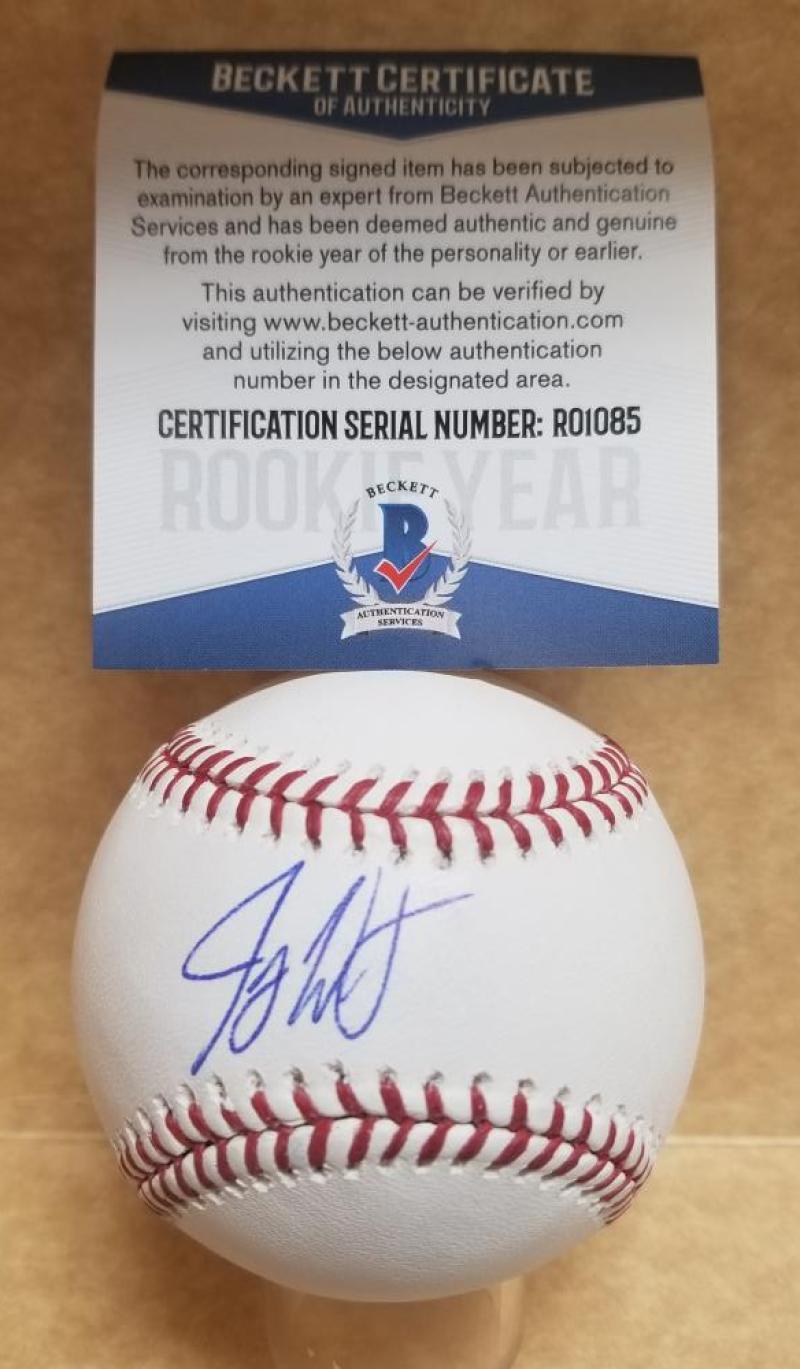 BECKETT CERTIFICATE
OF AUTHENTICITY
The corresponding signed item has been subjected to
examination by an expert from Beckett Authentication
Services and has been deemed authentic and genuine
from the rookie year of the personality or earlier.
This authentication can be verified by
visiting www.beckett-authentication.com
and utilizing the below authentication
number in the designated area.
CERTIFICATION SERIAL NUMBER: R01085
ROOKIE YEAR
BECKETT
B
AUTHENTICATION
SERVICES